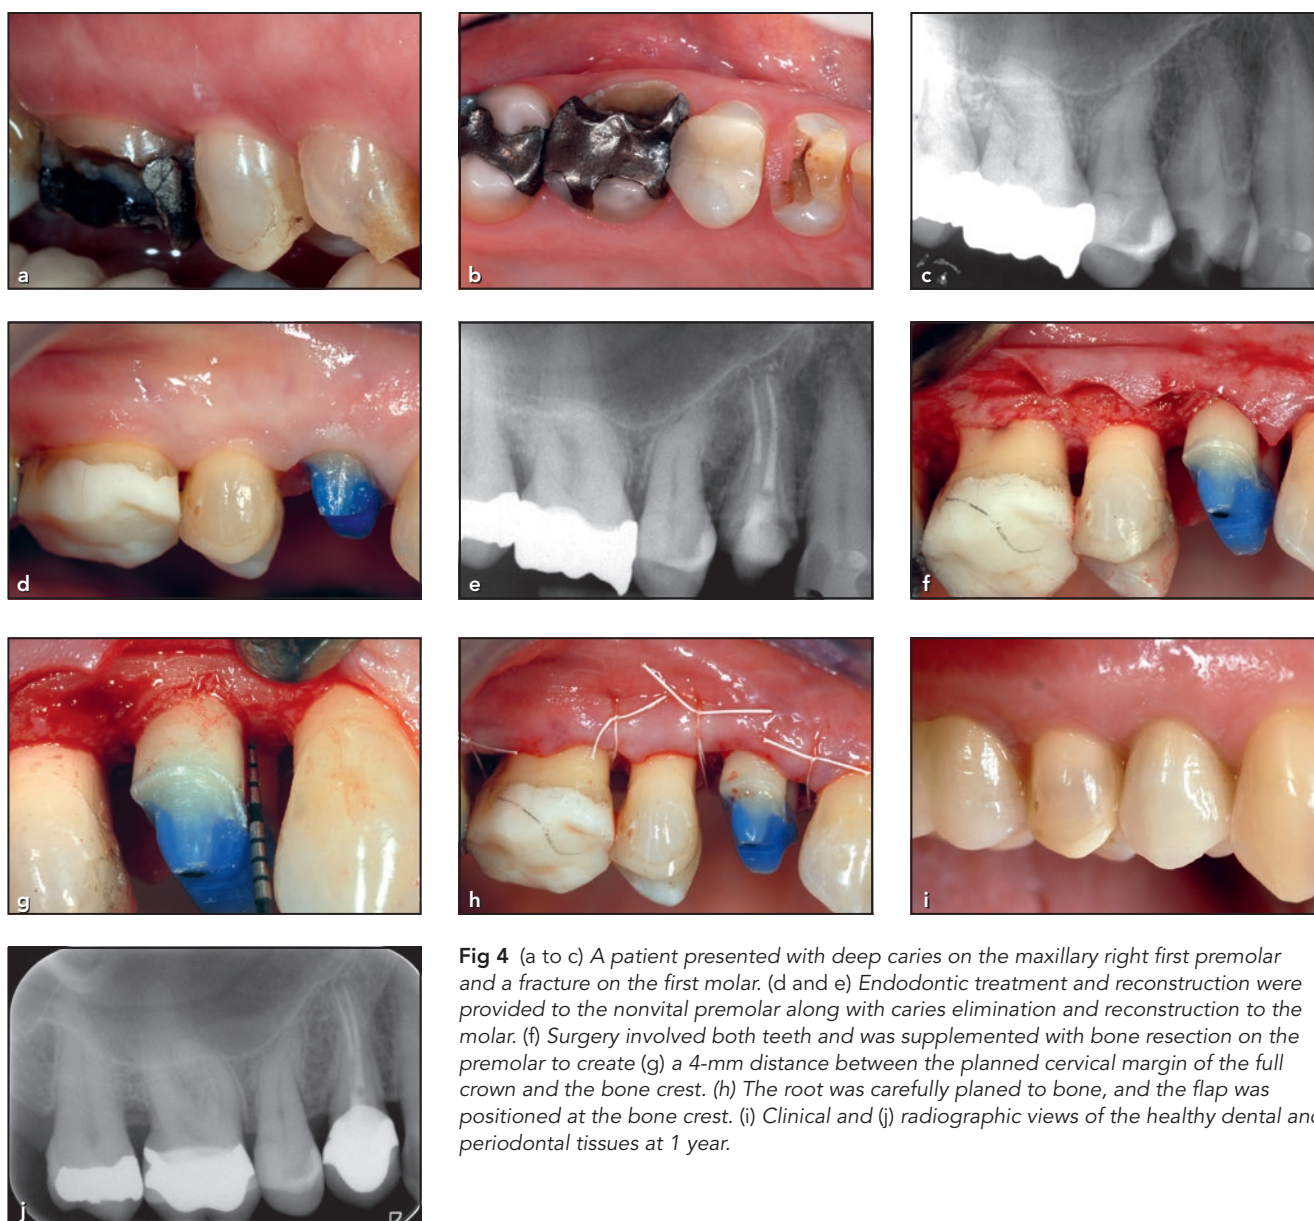 a
b
c
d
e
f
g
h
i
j
Fig 4 (a to c) A patient presented with deep caries on the maxillary right first premolar
and a fracture on the first molar. (d and e) Endodontic treatment and reconstruction were
provided to the nonvital premolar along with caries elimination and reconstruction to the
molar. (f) Surgery involved both teeth and was supplemented with bone resection on the
premolar to create (g) a 4-mm distance between the planned cervical margin of the full
crown and the bone crest. (h) The root was carefully planed to bone, and the flap was
positioned at the bone crest. (i) Clinical and (j) radiographic views of the healthy dental and
periodontal tissues at 1 year.